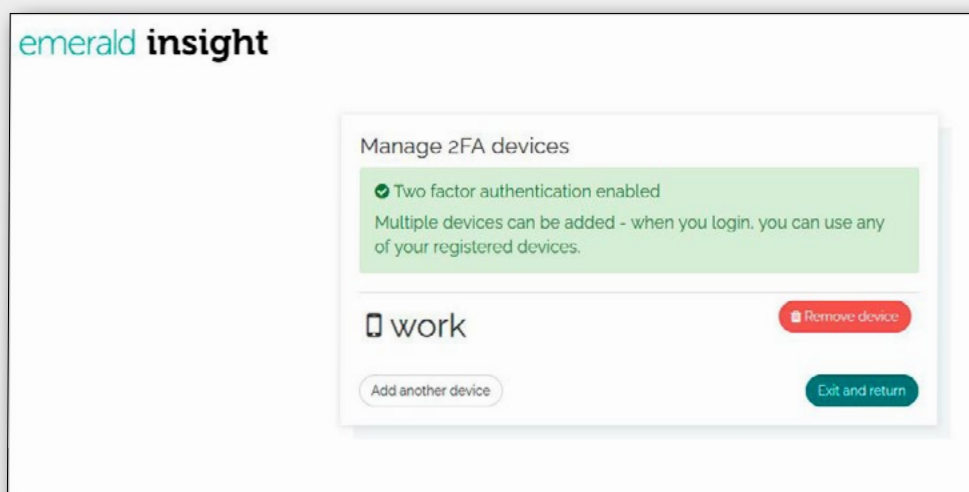 emerald insight
Manage 2FA devices
Two factor authentication enabled
Multiple devices can be added - when you login, you can use any
of your registered devices.
work
Remove device
Add another device
Exit and return